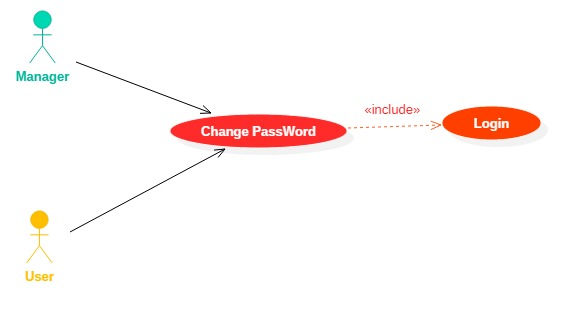 Manager
«include»
Change PassWord
Login
User